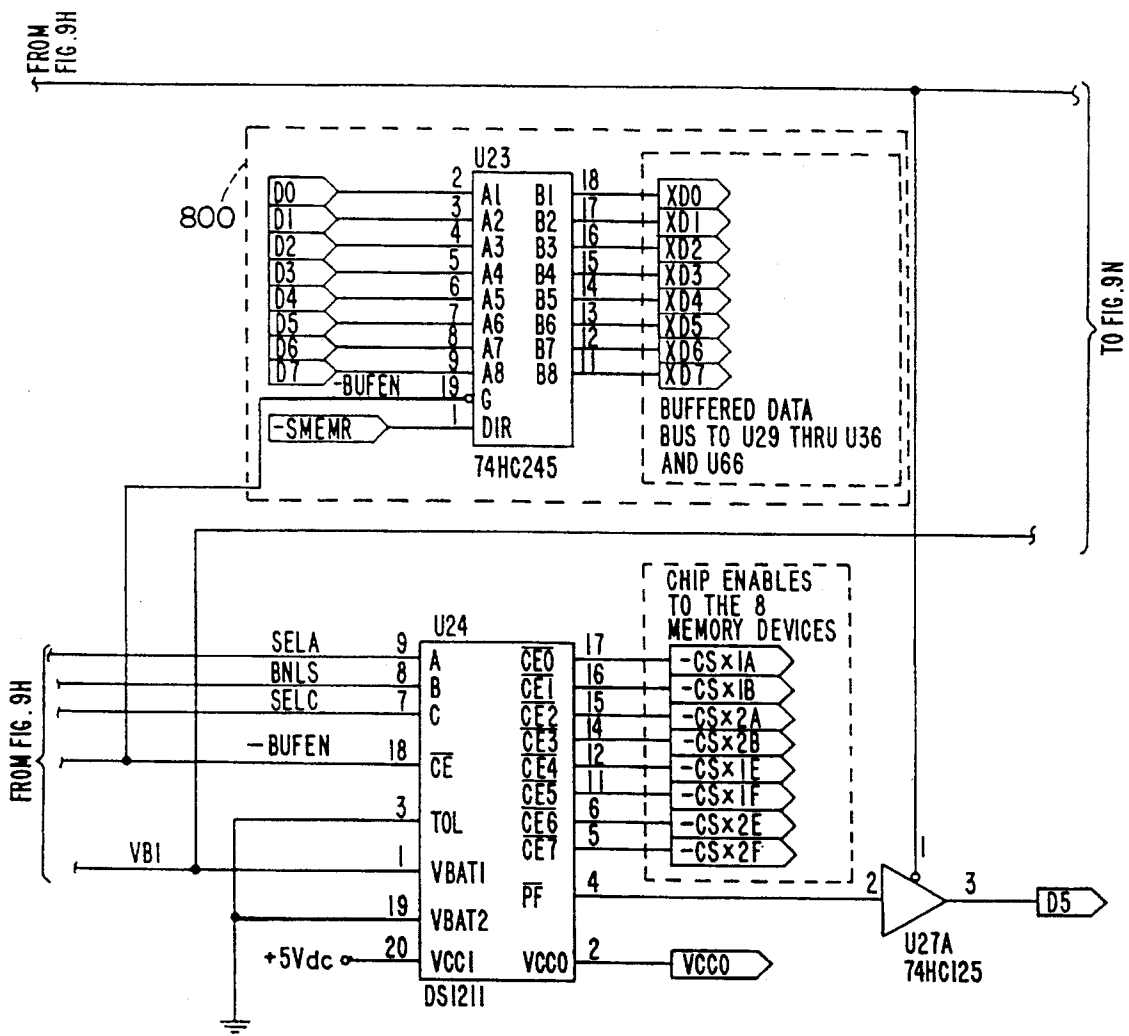 FROM
FIG.9H
U23
800
D0 2 A1 B1 18 XD0
D1 3 A2 B2 17 XD1
D2 4 A3 B3 16 XD2
D3 5 A4 B4 15 XD3
D4 6 A5 B5 14 XD4
D5 7 A6 B6 13 XD5
D6 8 A7 B7 12 XD6
D7 9 A8 B8 11 XD7
-BUFEN 19 G
-SMEMR 1 DIR
74HC245
BUFFERED DATA
BUS TO U29 THRU U36
AND U66
TO FIG.9N
CHIP ENABLES
TO THE 8
MEMORY DEVICES
U24
FROM FIG. 9H
SELA 9 A CE0 17 -CS×1A
BNLS 8 B CE1 16 -CS×1B
SELC 7 C CE2 15 -CS×2A
CE3 14 -CS×2B
-BUFEN 18 CE CE4 12 -CS×1E
CE5 11 -CS×1F
3 TOL CE6 6 -CS×2E
VB1 1 VBAT1 CE7 5 -CS×2F
PF 4 2 1 3 D5
19 VBAT2
U27A
74HC125
+5Vdc 20 VCC1 VCC0 2 VCC0
DS1211